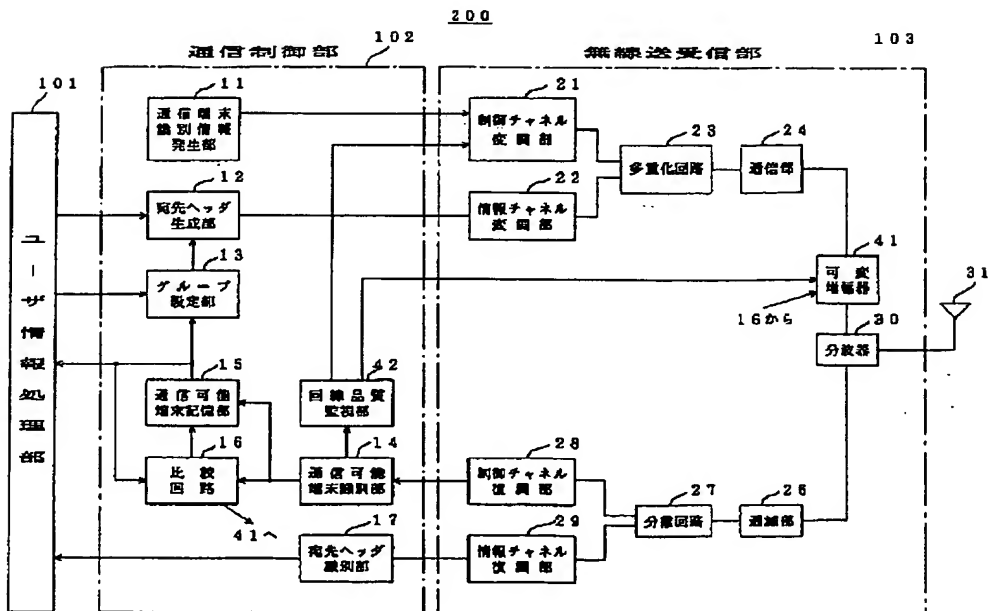 200
通信制御部
102
無線送受信部
103
101
ユーザ情報処理部
11
通信端末
識別情報
発生部
21
制御チャネル
変調部
23
多重化回路
24
送信部
12
宛先ヘッダ
生成部
22
情報チャネル
変調部
13
グループ
設定部
41
可変
増幅器
16から
31
30
分波器
15
通信可能
端末記憶部
42
回線品質
監視部
16
比較
回路
41へ
14
通信可能
端末識別部
28
制御チャネル
復調部
27
分離回路
26
17
宛先ヘッダ
識別部
29
情報チャネル
復調部